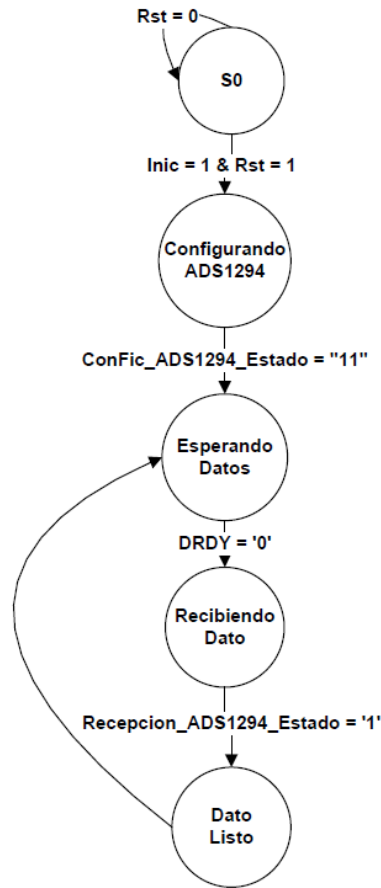 Rst = 0
S0
Inic = 1 & Rst = 1
Configurando
ADS1294
ConFic_ADS1294_Estado = "11"
Esperando
Datos
DRDY = '0'
Recibiendo
Dato
Recepcion_ADS1294_Estado = '1'
Dato
Listo